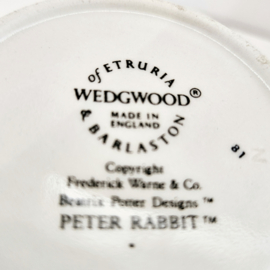 of ETRURIA
WEDGWOOD®
MADE IN
ENGLAND
& BARLASTON
81
Copyright
Frederick Warne & Co.
Beatrix Potter Designs™
PETER RABBIT™